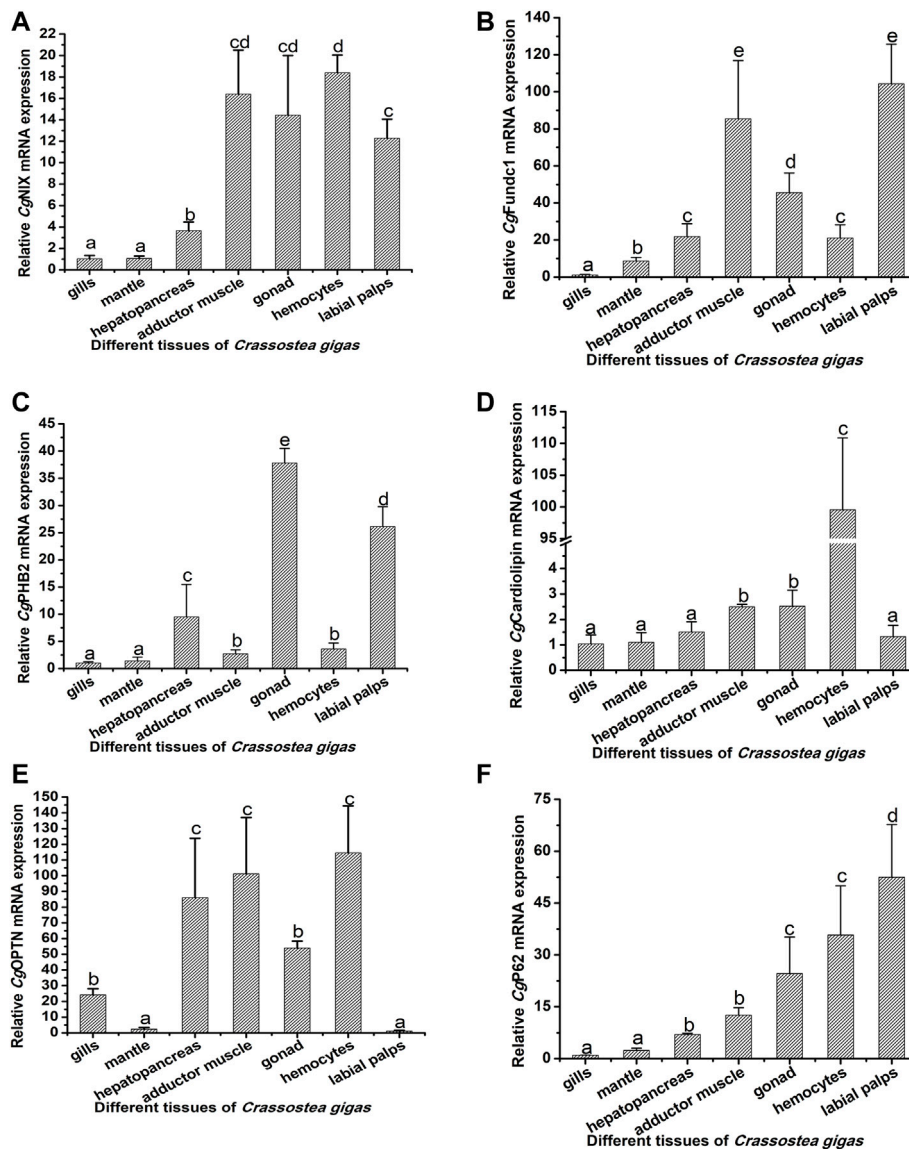 A
Relative CgNIX mRNA expression
20
18
16
14
12
10
8
6
4
2
0
a
a
b
cd
cd
d
c
gills
mantle
hepatopancreas
adductor muscle
gonad
hemocytes
labial palps
Different tissues of Crassostea gigas
B
Relative CgFundc1 mRNA expression
140
120
100
80
60
40
20
0
a
b
c
e
d
c
e
gills
mantle
hepatopancreas
adductor muscle
gonad
hemocytes
labial palps
Different tissues of Crassostea gigas
C
Relative CgPHB2 mRNA expression
45
40
35
30
25
20
15
10
5
0
a
a
c
b
e
b
d
gills
mantle
hepatopancreas
adductor muscle
gonad
hemocytes
labial palps
Different tissues of Crassostea gigas
D
Relative CgCardiolipin mRNA expression
115
110
105
100
95
5
4
3
2
1
0
a
a
a
b
b
c
a
gills
mantle
hepatopancreas
adductor muscle
gonad
hemocytes
labial palps
Different tissues of Crassostea gigas
E
Relative CgOPTN mRNA expression
150
140
130
120
110
100
90
80
70
60
50
40
30
20
10
0
b
a
c
c
b
c
a
gills
mantle
hepatopancreas
adductor muscle
gonad
hemocytes
labial palps
Different tissues of Crassostea gigas
F
Relative CgP62 mRNA expression
75
60
45
30
15
0
a
a
b
b
c
c
d
gills
mantle
hepatopancreas
adductor muscle
gonad
hemocytes
labial palps
Different tissues of Crassostea gigas